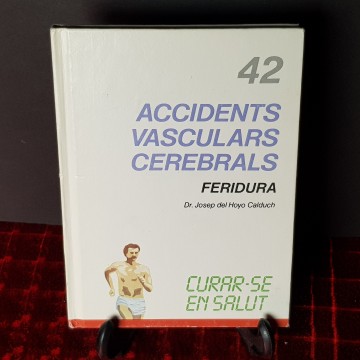 42
ACCIDENTS
VASCULARS
CEREBRALS
FERIDURA
Dr. Josep del Hoyo Calduch
CURAR-SE
EN SALUT